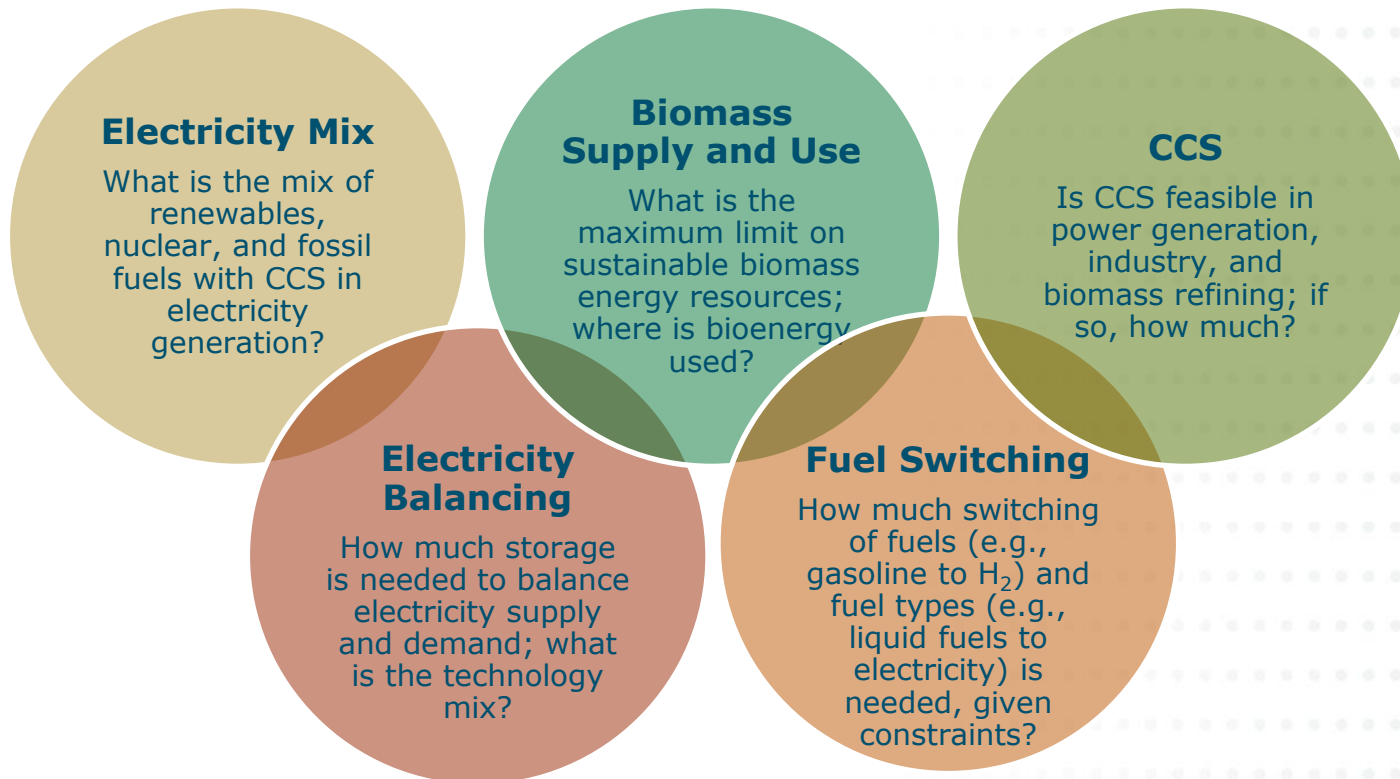 Electricity Mix
What is the mix of
renewables,
nuclear, and fossil
fuels with CCS in
electricity
generation?
Biomass
Supply and Use
What is the
maximum limit on
sustainable biomass
energy resources;
where is bioenergy
used?
CCS
Is CCS feasible in
power generation,
industry, and
biomass refining; if
so, how much?
Electricity
Balancing
How much storage
is needed to balance
electricity supply
and demand; what
is the technology
mix?
Fuel Switching
How much switching
of fuels (e.g.,
gasoline to H₂) and
fuel types (e.g.,
liquid fuels to
electricity) is
needed, given
constraints?